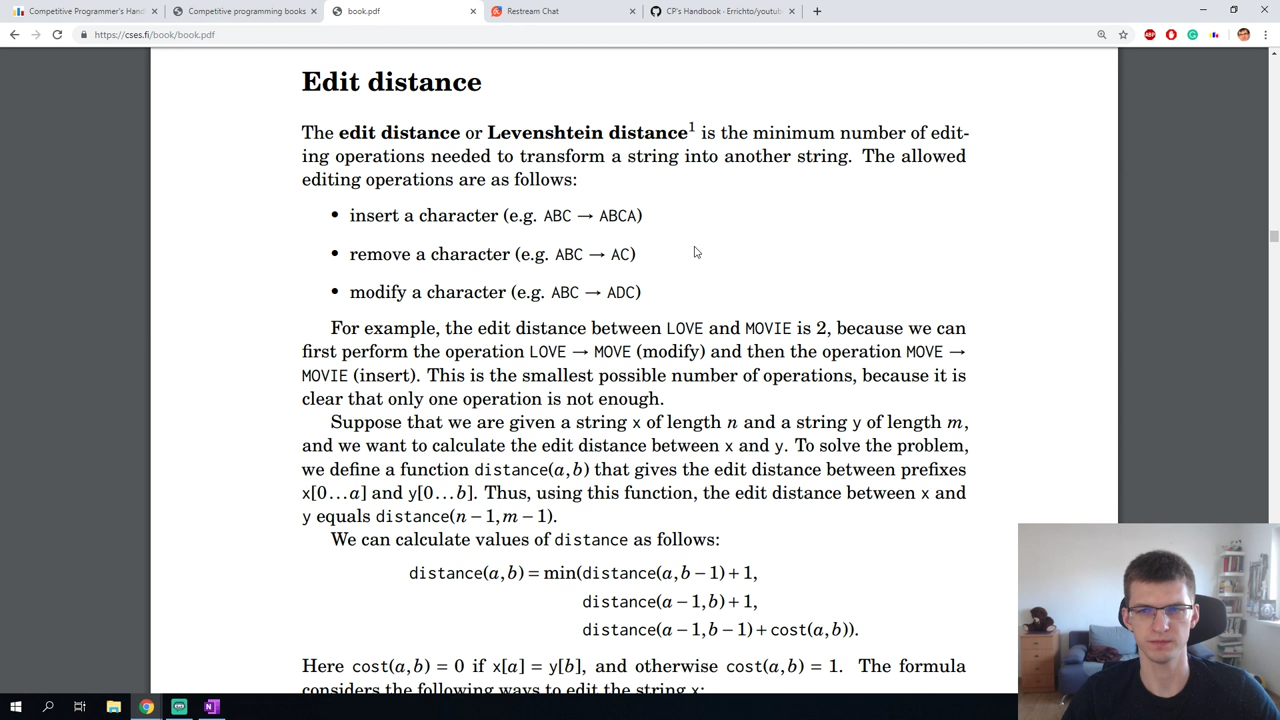 Competitive Programmer's Hand
Competitive programming books
book.pdf
Restream Chat
CP's Handbook - Errichto/youtub
https://cses.fi/book/book.pdf
Edit distance
The edit distance or Levenshtein distance¹ is the minimum number of edit-
ing operations needed to transform a string into another string. The allowed
editing operations are as follows:
• insert a character (e.g. ABC → ABCA)
• remove a character (e.g. ABC → AC)
• modify a character (e.g. ABC → ADC)
For example, the edit distance between LOVE and MOVIE is 2, because we can
first perform the operation LOVE → MOVE (modify) and then the operation MOVE →
MOVIE (insert). This is the smallest possible number of operations, because it is
clear that only one operation is not enough.
Suppose that we are given a string x of length n and a string y of length m,
and we want to calculate the edit distance between x and y. To solve the problem,
we define a function distance(a,b) that gives the edit distance between prefixes
x[0...a] and y[0...b]. Thus, using this function, the edit distance between x and
y equals distance(n−1,m−1).
We can calculate values of distance as follows:
distance(a,b) = min(distance(a,b−1)+1,
distance(a−1,b)+1,
distance(a−1,b−1)+cost(a,b)).
Here cost(a,b) = 0 if x[a] = y[b], and otherwise cost(a,b) = 1. The formula
considers the following ways to edit the string x: